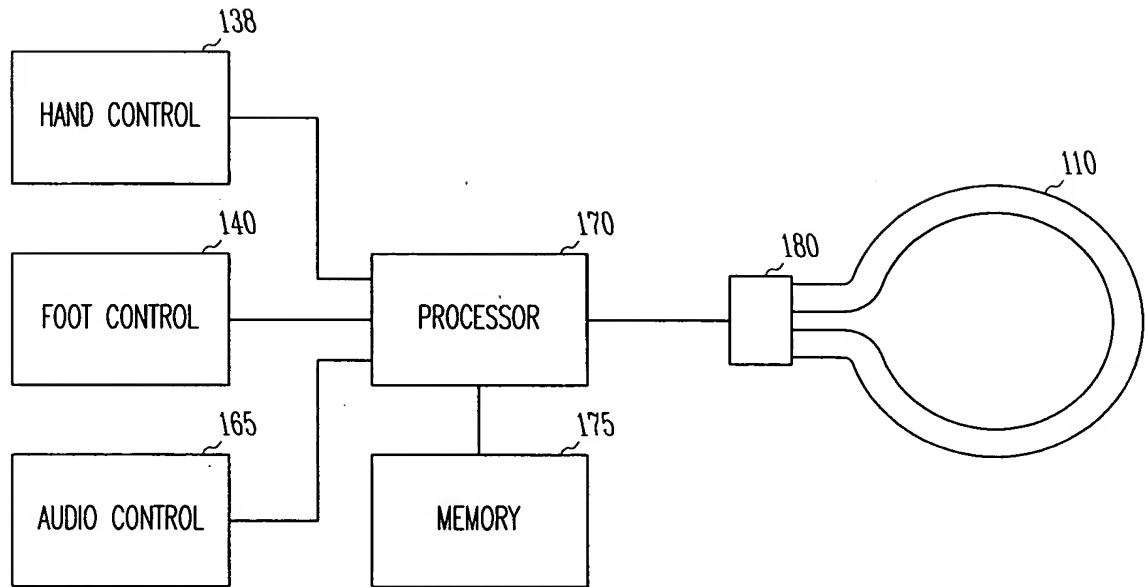 138
HAND CONTROL
110
140
170
180
FOOT CONTROL
PROCESSOR
165
175
AUDIO CONTROL
MEMORY